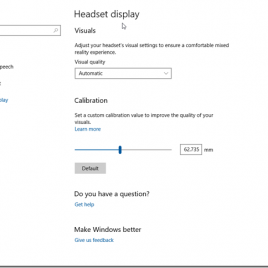 Headset display
Visuals
Adjust your headset's visual settings to ensure a comfortable mixed
reality experience.
Visual quality
Automatic
peech
play
Calibration
Set a custom calibration value to improve the quality of your
visuals.
Learn more
62.735 mm
Default
Do you have a question?
Get help
Make Windows better
Give us feedback